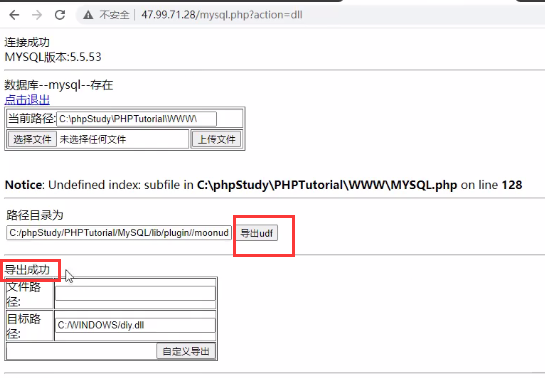 不安全 | 47.99.71.28/mysql.php?action=dll
连接成功
MYSQL版本:5.5.53
数据库--mysql--存在
点击退出
当前路径: C:\phpStudy\PHPTutorial\WWW\
选择文件 未选择任何文件 上传文件
Notice: Undefined index: subfile in C:\phpStudy\PHPTutorial\WWW\MYSQL.php on line 128
路径目录为
C:/phpStudy/PHPTutorial/MySQL/lib/plugin//moonud 导出udf
导出成功
文件路
径:
目标路
径: C:/WINDOWS/diy.dll
自定义导出